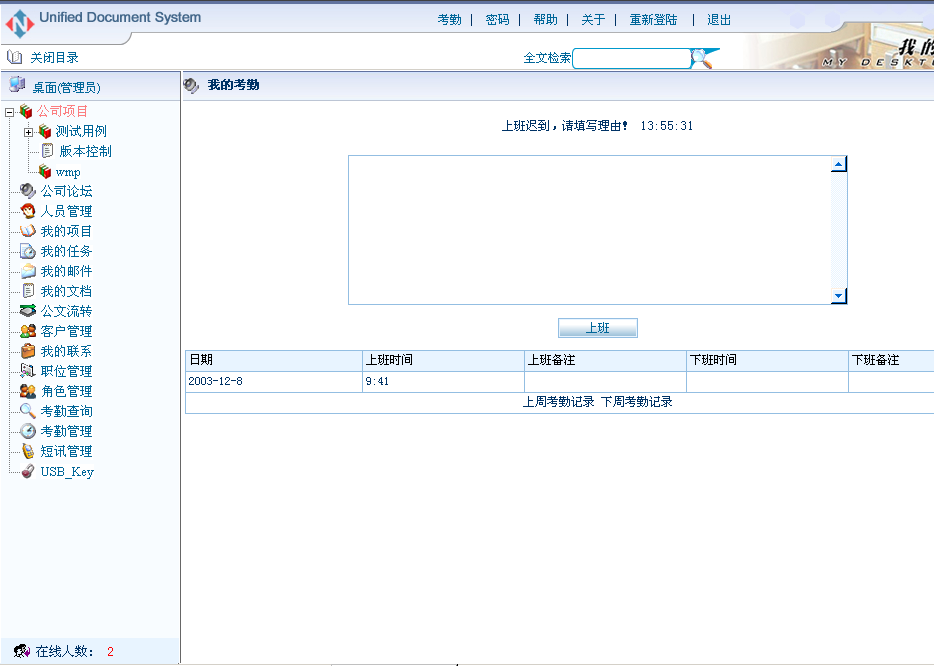 Unified Document System
考勤 | 密码 | 帮助 | 关于 | 重新登陆 | 退出
关闭目录
全文检索
我的
MY DESKT
桌面(管理员)
我的考勤
公司项目
测试用例
版本控制
wmp
公司论坛
人员管理
我的项目
我的任务
我的邮件
我的文档
公文流转
客户管理
我的联系
职位管理
角色管理
考勤查询
考勤管理
短讯管理
USB_Key
在线人数： 2
上班迟到，请填写理由！ 13:55:31
上班
日期 上班时间 上班备注 下班时间 下班备注
2003-12-8 9:41
上周考勤记录 下周考勤记录